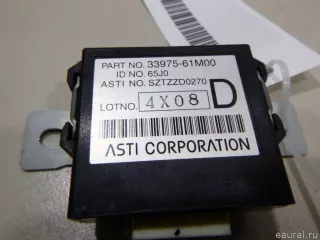 PART NO. 33975-61M00
ID NO. 65J0
ASTI NO. SZTZZD0270
LOTNO. 4X08 D
ASTI CORPORATION
© eaural.ru